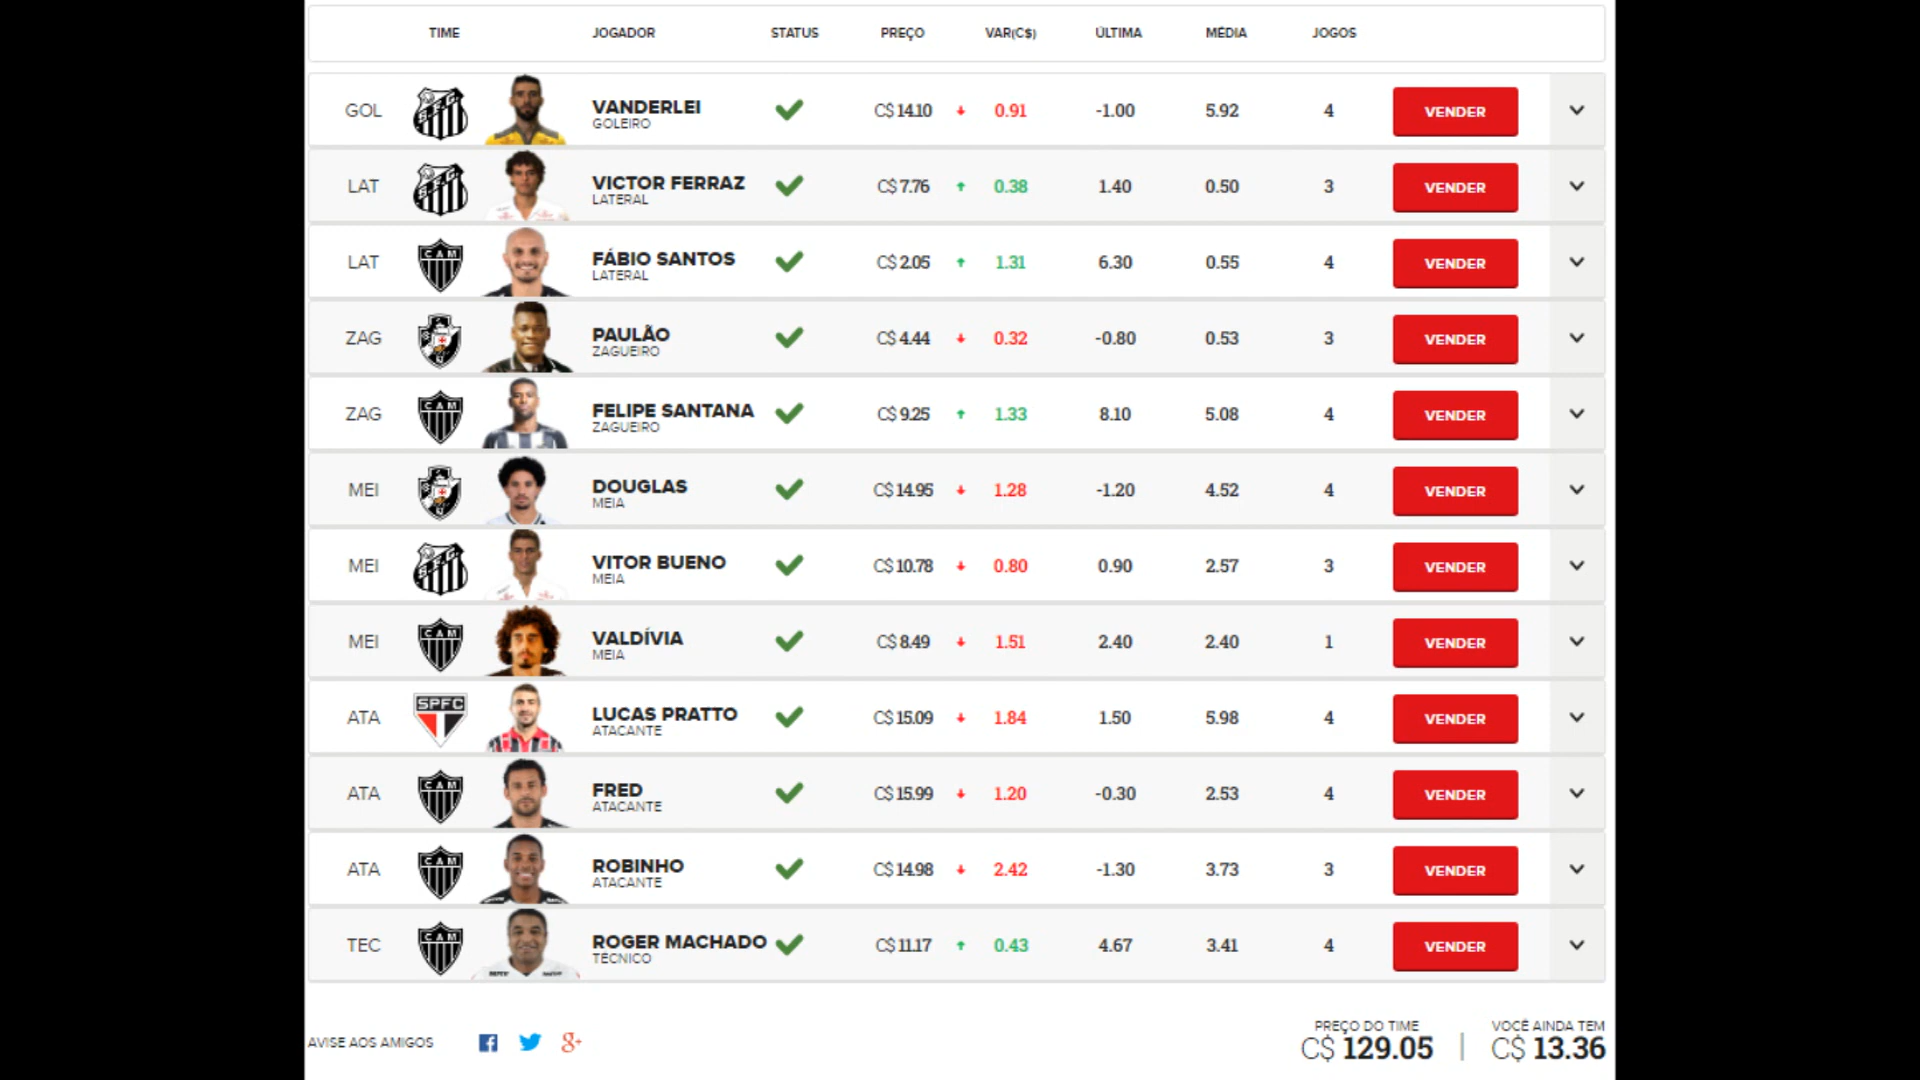 TIME JOGADOR STATUS PREÇO VAR(C$) ÚLTIMA MÉDIA JOGOS
GOL VANDERLEI C$ 14.10 0.91 -1.00 5.92 4 VENDER
GOLEIRO
LAT VICTOR FERRAZ C$ 7.76 0.38 1.40 0.50 3 VENDER
LATERAL
LAT CAM FÁBIO SANTOS C$ 2.05 1.31 6.30 0.55 4 VENDER
LATERAL
ZAG PAULÃO C$ 4.44 0.32 -0.80 0.53 3 VENDER
ZAGUEIRO
ZAG CAM FELIPE SANTANA C$ 9.25 1.33 8.10 5.08 4 VENDER
ZAGUEIRO
MEI DOUGLAS C$ 14.95 1.28 -1.20 4.52 4 VENDER
MEIA
MEI VITOR BUENO C$ 10.78 0.80 0.90 2.57 3 VENDER
MEIA
MEI CAM VALDÍVIA C$ 8.49 1.51 2.40 2.40 1 VENDER
MEIA
ATA SPFC LUCAS PRATTO C$ 15.09 1.84 1.50 5.98 4 VENDER
ATACANTE
ATA CAM FRED C$ 15.99 1.20 -0.30 2.53 4 VENDER
ATACANTE
ATA CAM ROBINHO C$ 14.98 2.42 -1.30 3.73 3 VENDER
ATACANTE
TEC CAM ROGER MACHADO C$ 11.17 0.43 4.67 3.41 4 VENDER
TÉCNICO
AVISE AOS AMIGOS
PREÇO DO TIME
C$ 129.05
VOCÊ AINDA TEM
C$ 13.36